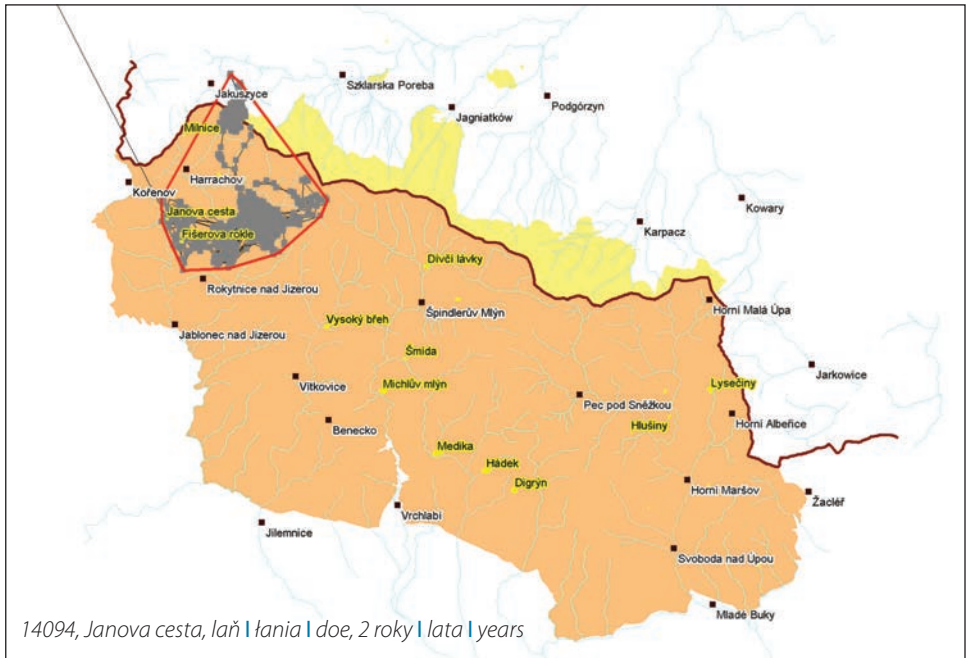 Szklarska Poreba
Jakuszyce
Podgórzyn
Jagniatków
Milnice
Harrachov
Kořenov
Kowary
Janova cesta
Karpacz
Fišerova rokle
Dívčí lávky
Rokytnice nad Jizerou
Špindlerův Mlýn
Horní Malá Úpa
Vysoký břeh
Jablonec nad Jizerou
Šmída
Jarkowice
Vítkovice
Michlův mlýn
Lysečiny
Pec pod Sněžkou
Horní Albeřice
Benecko
Hlušiny
Medika
Hádek
Digrýn
Horní Maršov
Žacléř
Vrchlabí
Jilemnice
Svoboda nad Úpou
Mladé Buky
14094, Janova cesta, laň | łania | doe, 2 roky | lata | years